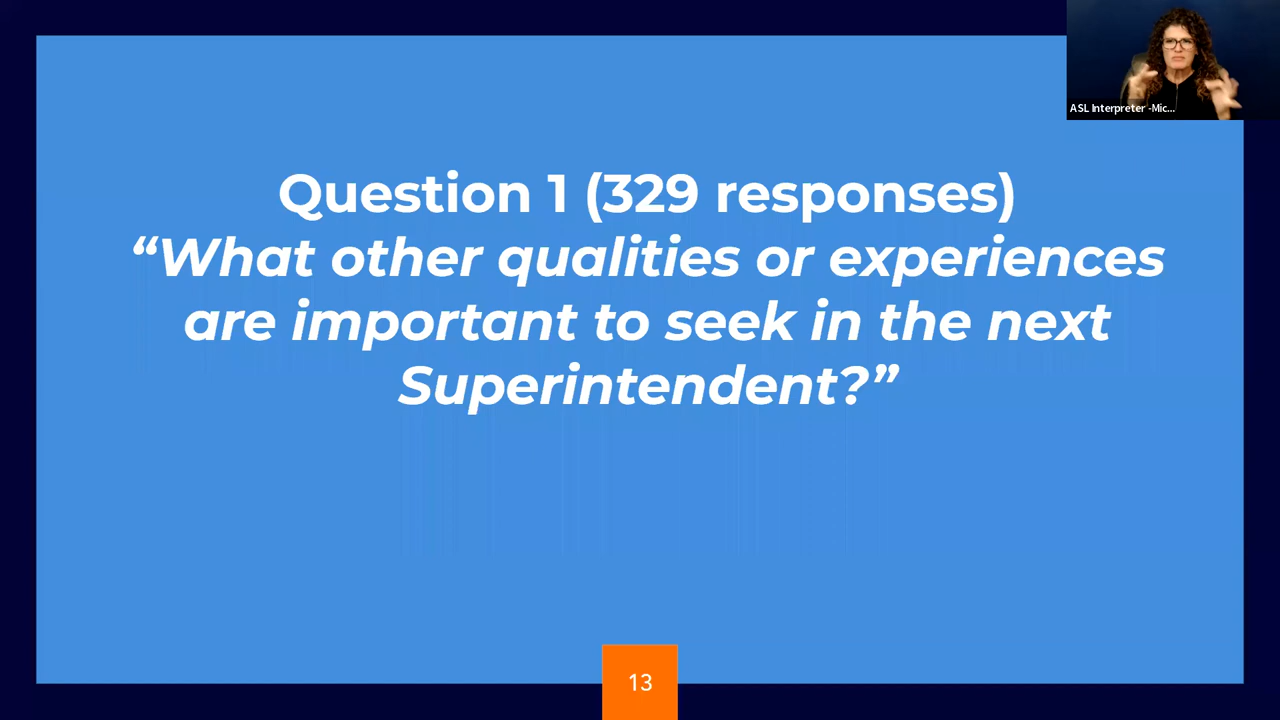 ASL Interpreter -Mic...
Question 1 (329 responses)
“What other qualities or experiences
are important to seek in the next
Superintendent?”
13